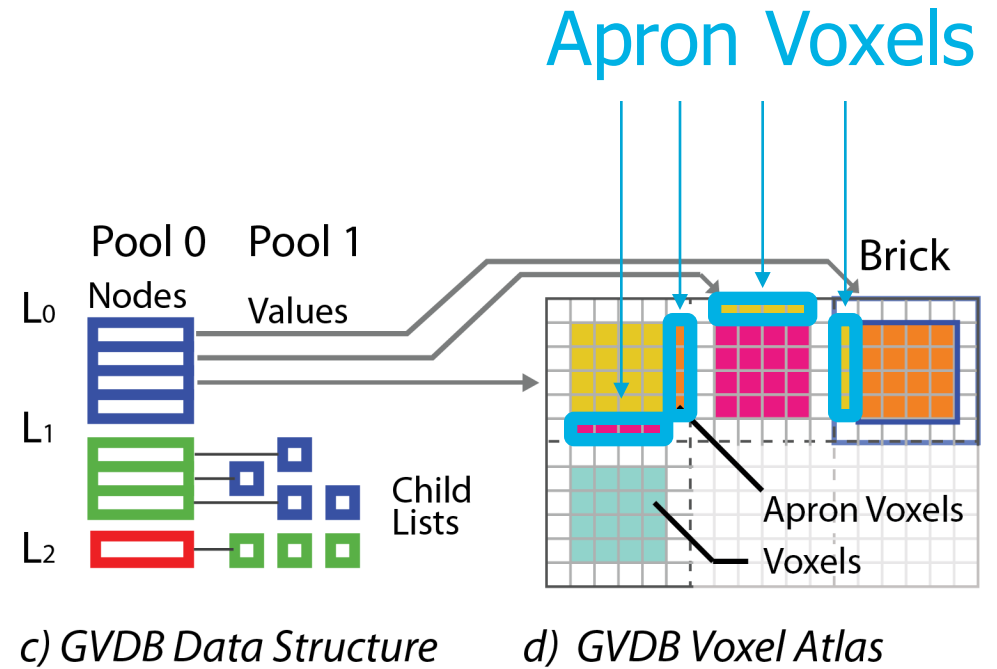 Apron Voxels
Pool 0 Pool 1
Brick
Nodes
L0
Values
L1
Child
Lists
Apron Voxels
L2
Voxels
c) GVDB Data Structure
d) GVDB Voxel Atlas